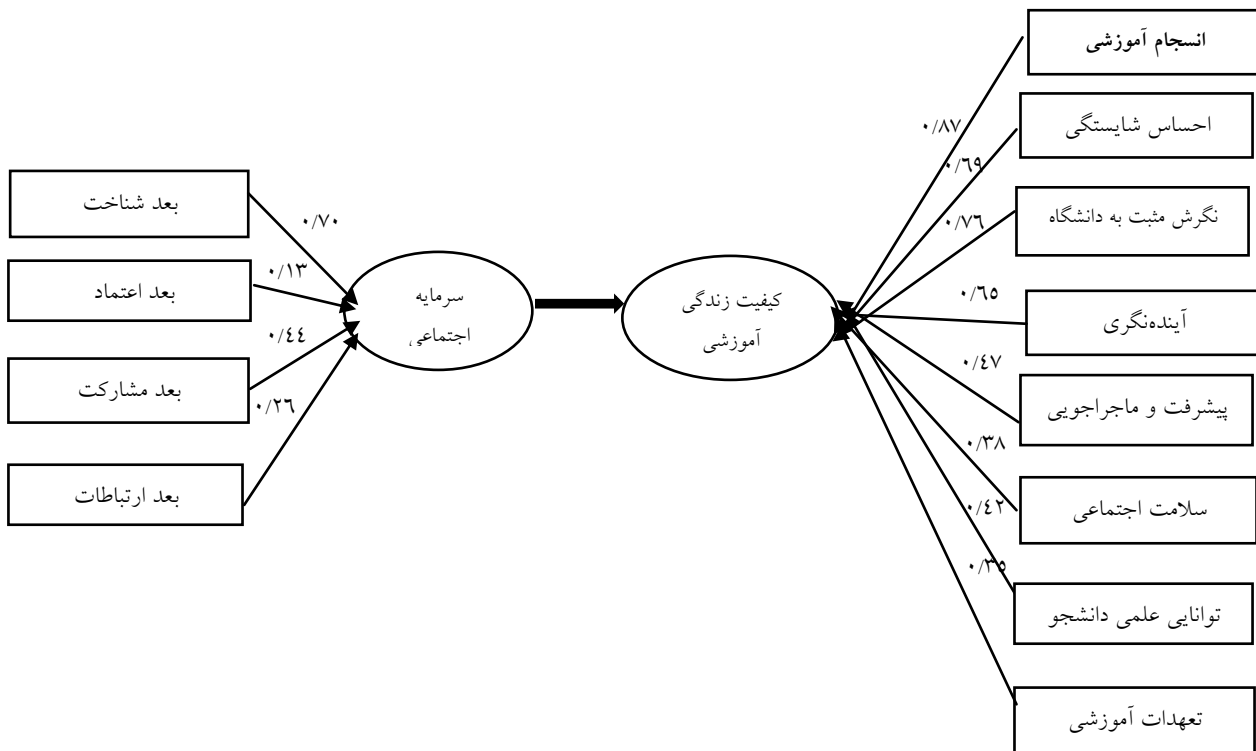 انسجام آموزشی
۰/۸۷
احساس شایستگی
۰/٦۹
نگرش مثبت به دانشگاه
۰/۷٦
آینده‌نگری
۰/٦٥
پیشرفت و ماجراجویی
۰/٤۷
سلامت اجتماعی
۰/۳۸
توانایی علمی دانشجو
۰/٤۲
تعهدات آموزشی
۰/۳٥
کیفیت زندگی
آموزشی
سرمایه
اجتماعی
بعد شناخت
۰/۷۰
بعد اعتماد
۰/۱۳
بعد مشارکت
۰/٤٤
بعد ارتباطات
۰/۲٦